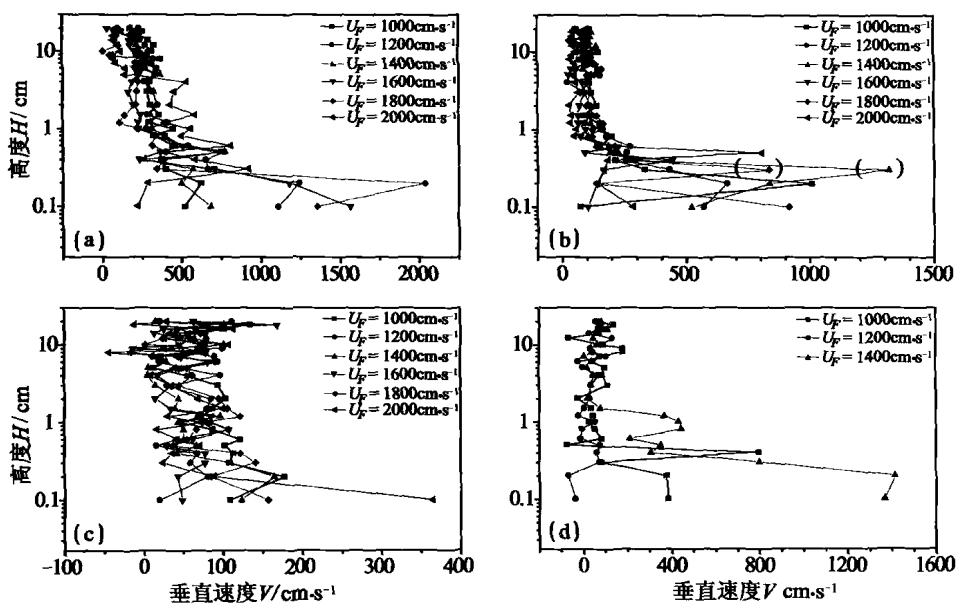 U_F = 1000cm·s⁻¹
U_F = 1200cm·s⁻¹
U_F = 1400cm·s⁻¹
U_F = 1600cm·s⁻¹
U_F = 1800cm·s⁻¹
U_F = 2000cm·s⁻¹
高度H/cm
10
1
0.1
(a)
0 500 1000 1500 2000
U_F = 1000cm·s⁻¹
U_F = 1200cm·s⁻¹
U_F = 1400cm·s⁻¹
U_F = 1600cm·s⁻¹
U_F = 1800cm·s⁻¹
U_F = 2000cm·s⁻¹
10
1
0.1
( ) ( )
(b)
0 500 1000 1500
U_F = 1000cm·s⁻¹
U_F = 1200cm·s⁻¹
U_F = 1400cm·s⁻¹
U_F = 1600cm·s⁻¹
U_F = 1800cm·s⁻¹
U_F = 2000cm·s⁻¹
高度H/cm
10
1
0.1
(c)
-100 0 100 200 300 400
垂直速度V/cm·s⁻¹
U_F = 1000cm·s⁻¹
U_F = 1200cm·s⁻¹
U_F = 1400cm·s⁻¹
10
1
0.1
(d)
0 400 800 1200 1600
垂直速度V cm·s⁻¹